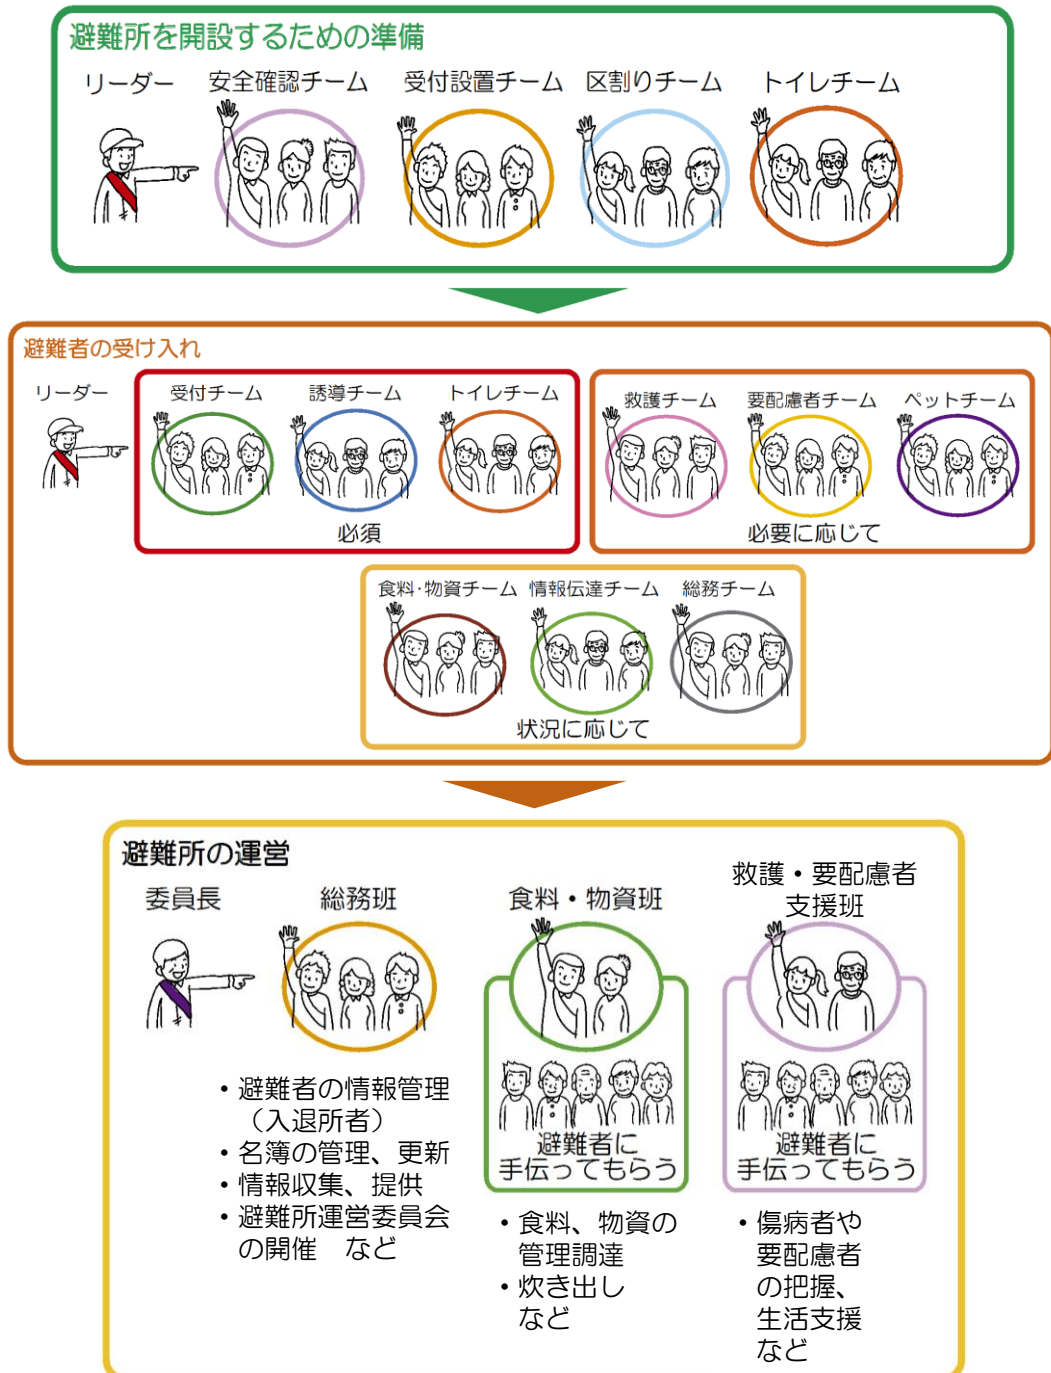 避難所を開設するための準備
リーダー
安全確認チーム
受付設置チーム
区割りチーム
トイレチーム
避難者の受け入れ
リーダー
受付チーム
誘導チーム
トイレチーム
必須
救護チーム
要配慮者チーム
ペットチーム
必要に応じて
食料・物資チーム
情報伝達チーム
総務チーム
状況に応じて
避難所の運営
委員長
総務班
・避難者の情報管理
（入退所者）
・名簿の管理、更新
・情報収集、提供
・避難所運営委員会
の開催　など
食料・物資班
避難者に
手伝ってもらう
・食料、物資の
管理調達
・炊き出し
など
救護・要配慮者
支援班
避難者に
手伝ってもらう
・傷病者や
要配慮者
の把握、
生活支援
など